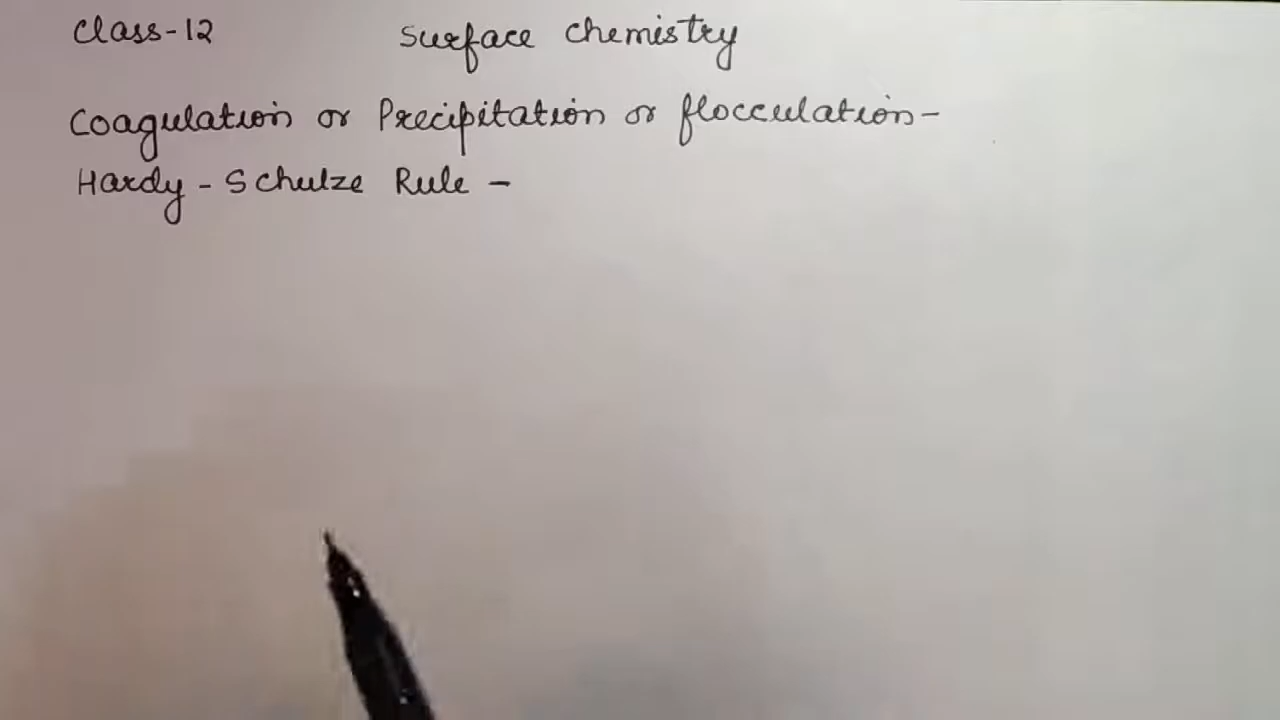 Class-12 Surface Chemistry
Coagulation or Precipitation or flocculation-
Hardy - Schulze Rule -